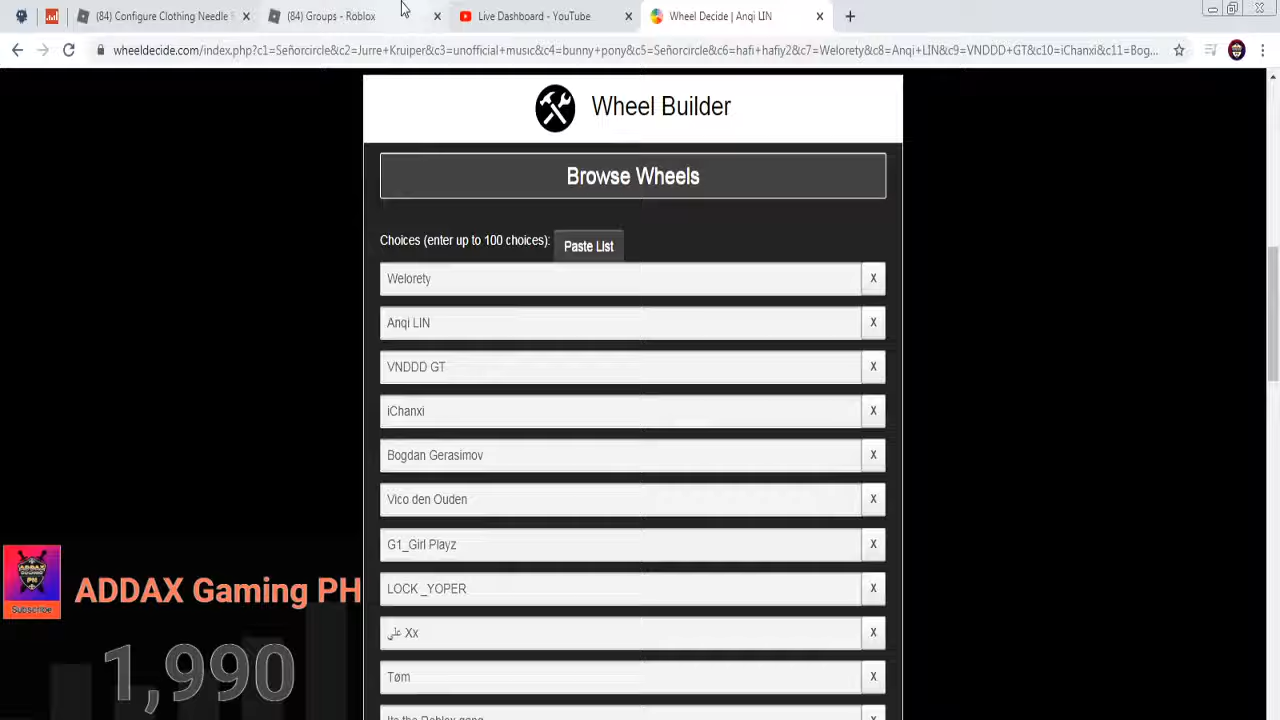 (84) Configure Clothing Needle
(84) Groups - Roblox
Live Dashboard - YouTube
Wheel Decide | Anqi LIN
wheeldecide.com/index.php?c1=Señorcircle&c2=Jurre+Kruiper&c3=unofficial+music&c4=bunny+pony&c5=Señorcircle&c6=hafi+hafiy2&c7=Welorety&c8=Anqi+LIN&c9=VNDDD+GT&c10=iChanxi&c11=Bog...
Wheel Builder
Browse Wheels
Choices (enter up to 100 choices):
Paste List
Welorety X
Anqi LIN X
VNDDD GT X
iChanxi X
Bogdan Gerasimov X
Vico den Ouden X
G1_Girl Playz X
LOCK _YOPER X
علي Xx X
Tøm X
Its the Roblox gang X
ADDAX Gaming PH
Subscribe
1,990